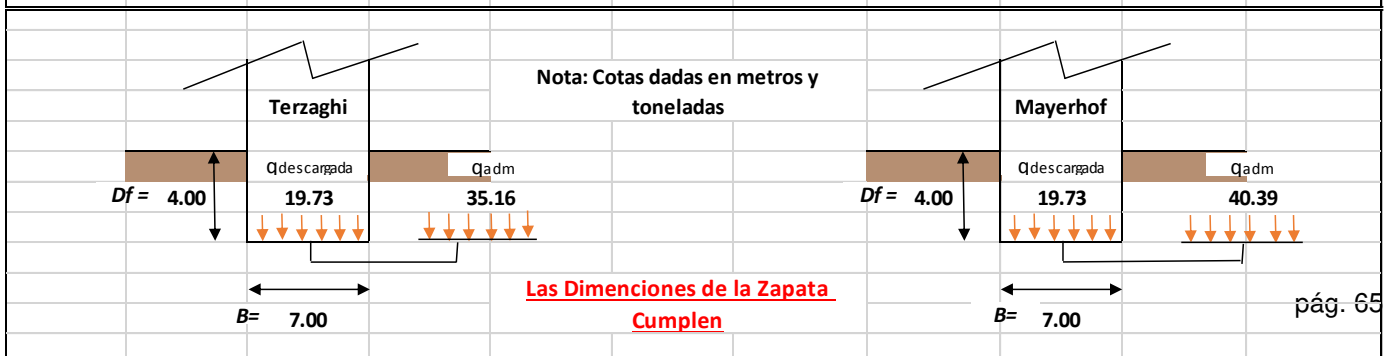 Nota: Cotas dadas en metros y
toneladas
Terzaghi
qdescargada
qadm
Df = 4.00
19.73
35.16
B= 7.00
Las Dimenciones de la Zapata
Cumplen
Mayerhof
qdescargada
qadm
Df = 4.00
19.73
40.39
B= 7.00
pág. 65